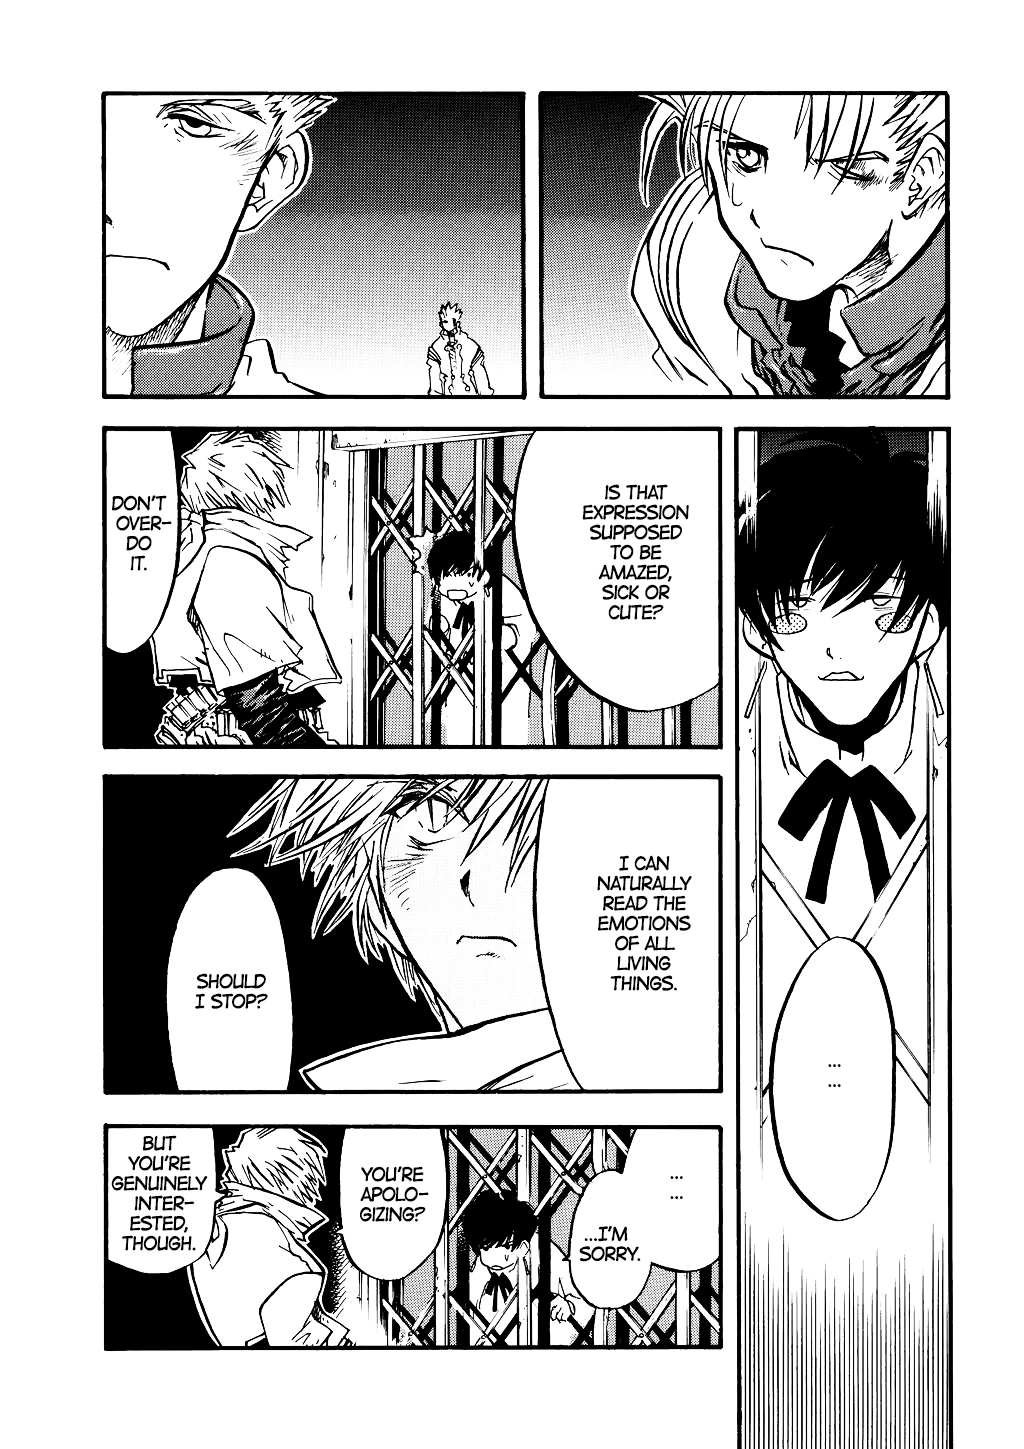 IS THAT
EXPRESSION
SUPPOSED
TO BE
AMAZED,
SICK OR
CUTE?
DON'T
OVER-
DO
IT.
I CAN
NATURALLY
READ THE
EMOTIONS
OF ALL
LIVING
THINGS.
SHOULD
I STOP?
...
...
...
...
...I'M
SORRY.
YOU'RE
APOLO-
GIZING?
BUT
YOU'RE
GENUINELY
INTER-
ESTED,
THOUGH.